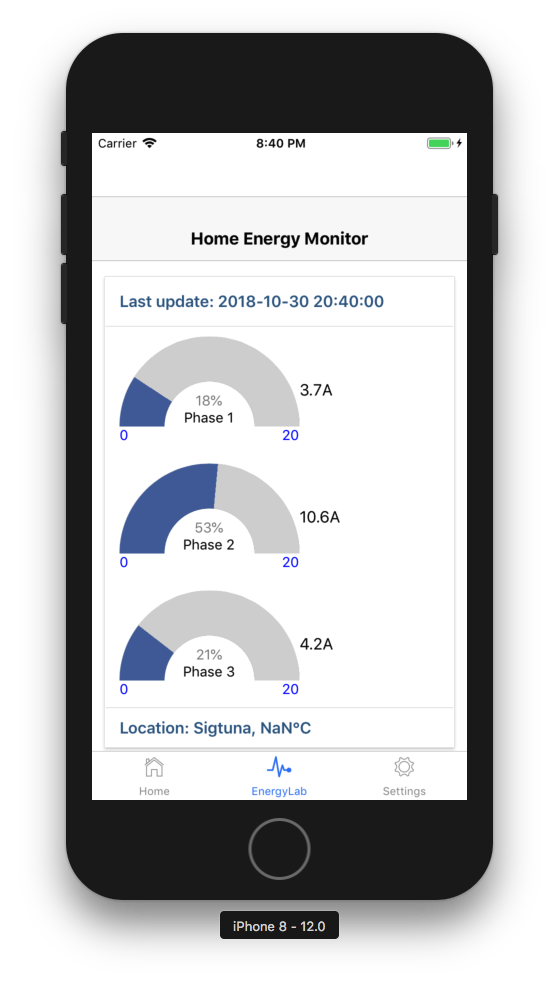 Carrier 8:40 PM
Home Energy Monitor
Last update: 2018-10-30 20:40:00
3.7A
18%
Phase 1
0 20
10.6A
53%
Phase 2
0 20
4.2A
21%
Phase 3
0 20
Location: Sigtuna, NaN°C
Home EnergyLab Settings
iPhone 8 - 12.0